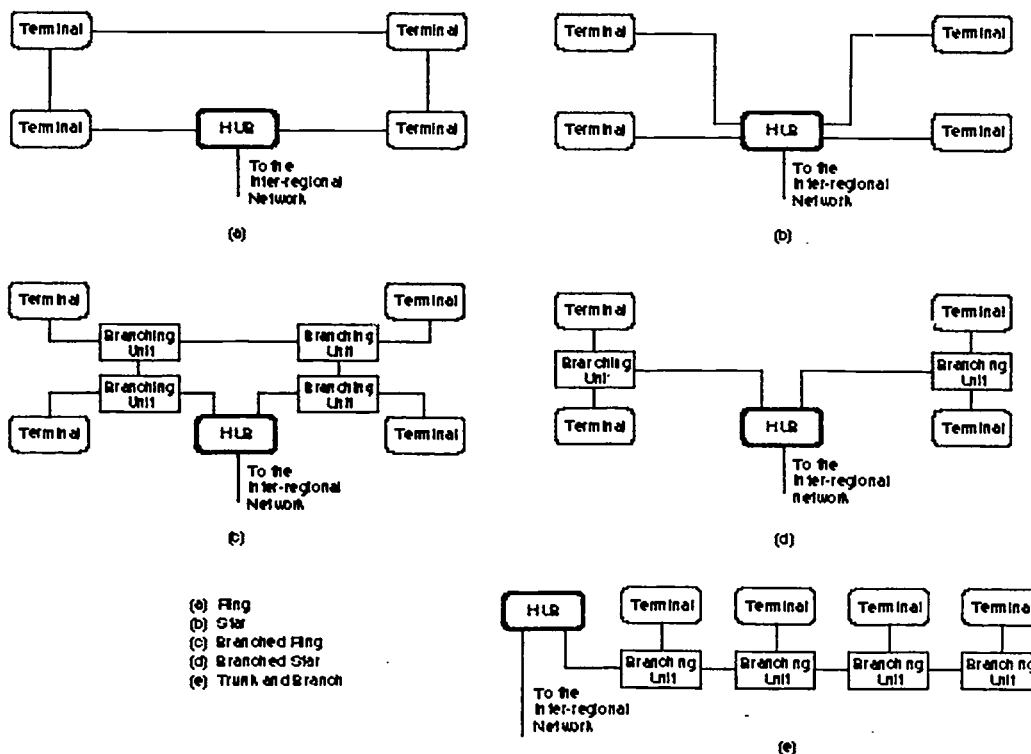 Terminal
Terminal
Terminal
HUB
Terminal
To the
Inter-regional
Network
(a)
Terminal
Terminal
Terminal
HUB
Terminal
To the
Inter-regional
Network
(b)
Terminal
Terminal
Branching
Unit
Branching
Unit
Branching
Unit
Branching
Unit
Terminal
HUB
Terminal
To the
Inter-regional
Network
(c)
Terminal
Terminal
Branching
Unit
Branching
Unit
Terminal
HUB
Terminal
To the
Inter-regional
network
(d)
(a) Ring
(b) Star
(c) Branched Ring
(d) Branched Star
(e) Trunk and Branch
HUB
Terminal
Terminal
Terminal
Terminal
Branching
Unit
Branching
Unit
Branching
Unit
Branching
Unit
To the
Inter-regional
Network
(e)